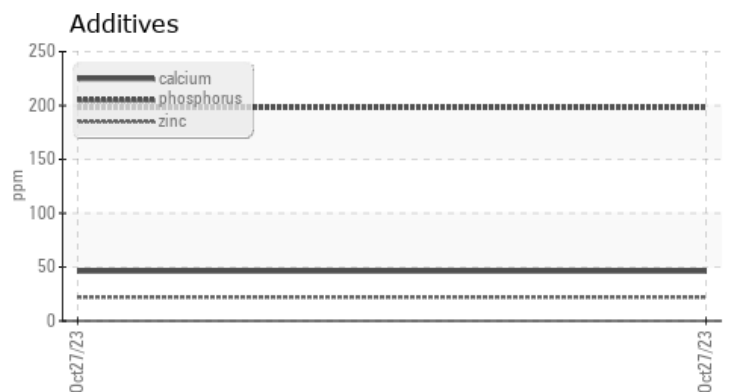 Additives
250
200
150
100
50
0
ppm
calcium
phosphorus
zinc
Oct27/23
Oct27/23